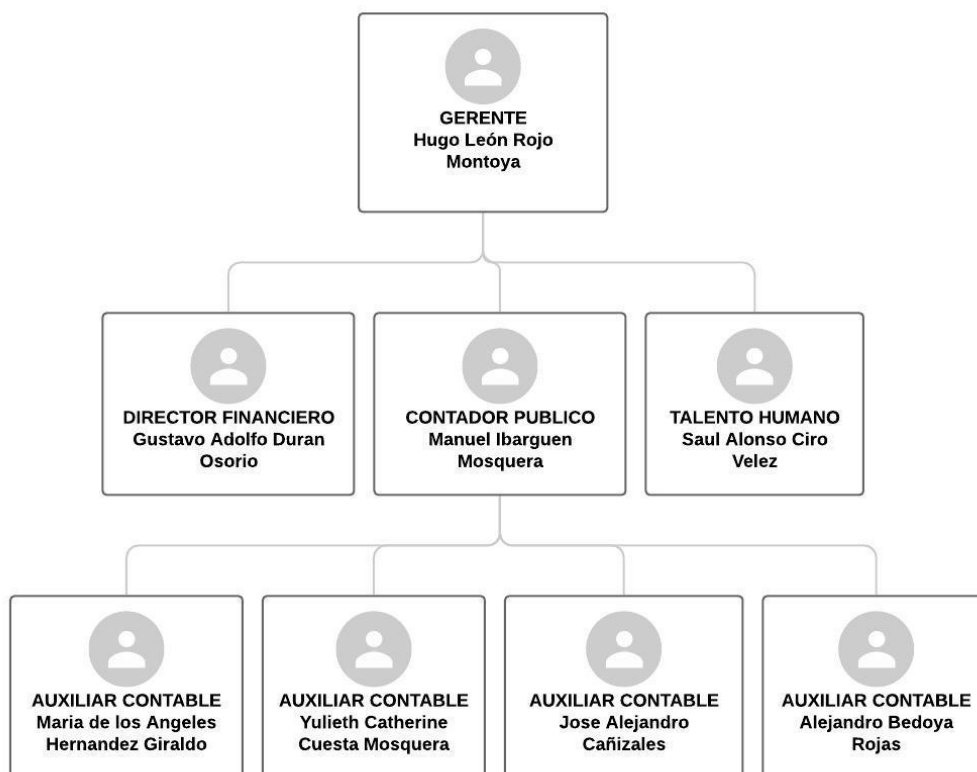 GERENTE
Hugo León Rojo
Montoya
DIRECTOR FINANCIERO
Gustavo Adolfo Duran
Osorio
CONTADOR PUBLICO
Manuel Ibarguen
Mosquera
TALENTO HUMANO
Saul Alonso Ciro
Velez
AUXILIAR CONTABLE
Maria de los Angeles
Hernandez Giraldo
AUXILIAR CONTABLE
Yulieth Catherine
Cuesta Mosquera
AUXILIAR CONTABLE
Jose Alejandro
Cañizales
AUXILIAR CONTABLE
Alejandro Bedoya
Rojas